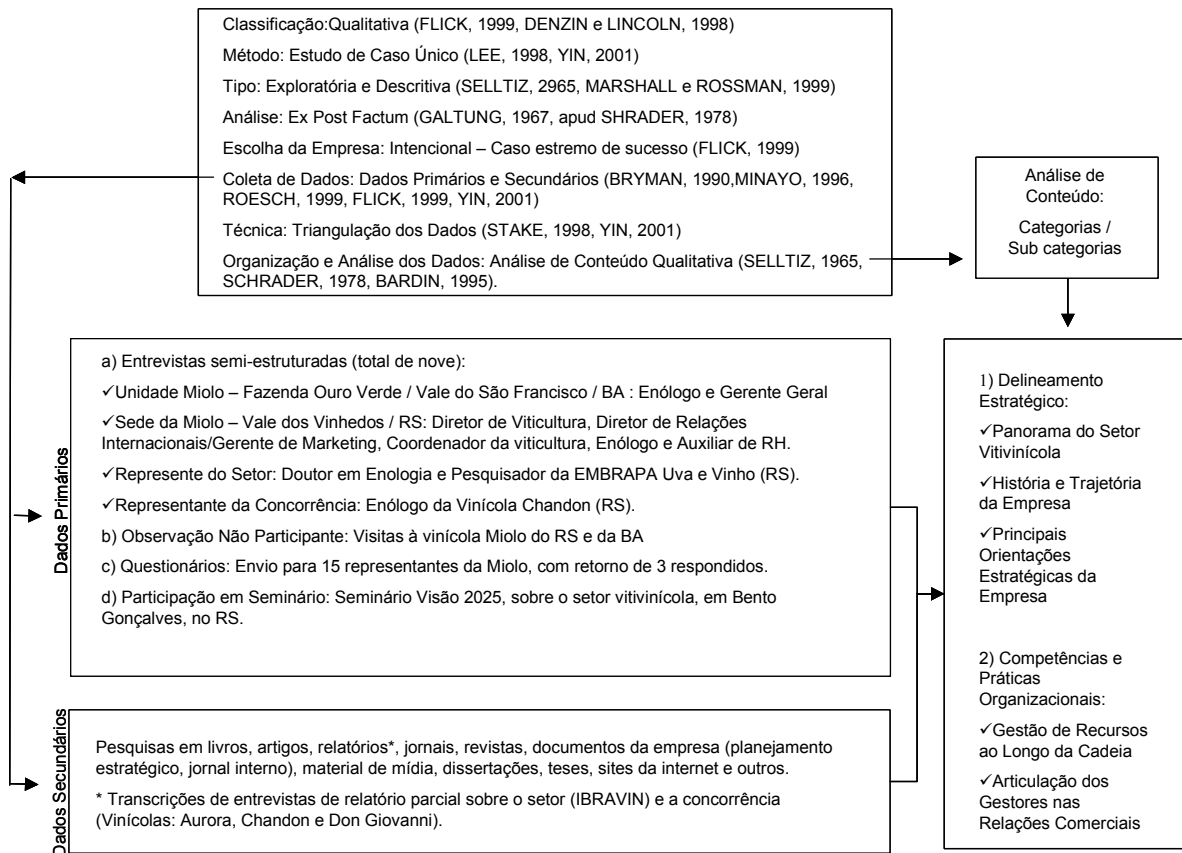 Classificação:Qualitativa (FLICK, 1999, DENZIN e LINCOLN, 1998)
Método: Estudo de Caso Único (LEE, 1998, YIN, 2001)
Tipo: Exploratória e Descritiva (SELLTIZ, 2965, MARSHALL e ROSSMAN, 1999)
Análise: Ex Post Factum (GALTUNG, 1967, apud SHRADER, 1978)
Escolha da Empresa: Intencional – Caso estremo de sucesso (FLICK, 1999)
Coleta de Dados: Dados Primários e Secundários (BRYMAN, 1990,MINAYO, 1996,
ROESCH, 1999, FLICK, 1999, YIN, 2001)
Técnica: Triangulação dos Dados (STAKE, 1998, YIN, 2001)
Organização e Análise dos Dados: Análise de Conteúdo Qualitativa (SELLTIZ, 1965,
SCHRADER, 1978, BARDIN, 1995).
Análise de
Conteúdo:
Categorias /
Sub categorias
Dados Primários
a) Entrevistas semi-estruturadas (total de nove):
✓Unidade Miolo – Fazenda Ouro Verde / Vale do São Francisco / BA : Enólogo e Gerente Geral
✓Sede da Miolo – Vale dos Vinhedos / RS: Diretor de Viticultura, Diretor de Relações
Internacionais/Gerente de Marketing, Coordenador da viticultura, Enólogo e Auxiliar de RH.
✓Represente do Setor: Doutor em Enologia e Pesquisador da EMBRAPA Uva e Vinho (RS).
✓Representante da Concorrência: Enólogo da Vinícola Chandon (RS).
b) Observação Não Participante: Visitas à vinícola Miolo do RS e da BA
c) Questionários: Envio para 15 representantes da Miolo, com retorno de 3 respondidos.
d) Participação em Seminário: Seminário Visão 2025, sobre o setor vitivinícola, em Bento
Gonçalves, no RS.
Dados Secundários
Pesquisas em livros, artigos, relatórios*, jornais, revistas, documentos da empresa (planejamento
estratégico, jornal interno), material de mídia, dissertações, teses, sites da internet e outros.
* Transcrições de entrevistas de relatório parcial sobre o setor (IBRAVIN) e a concorrência
(Vinícolas: Aurora, Chandon e Don Giovanni).
1) Delineamento
Estratégico:
✓Panorama do Setor
Vitivinícola
✓História e Trajetória
da Empresa
✓Principais
Orientações
Estratégicas da
Empresa
2) Competências e
Práticas
Organizacionais:
✓Gestão de Recursos
ao Longo da Cadeia
✓Articulação dos
Gestores nas
Relações Comerciais